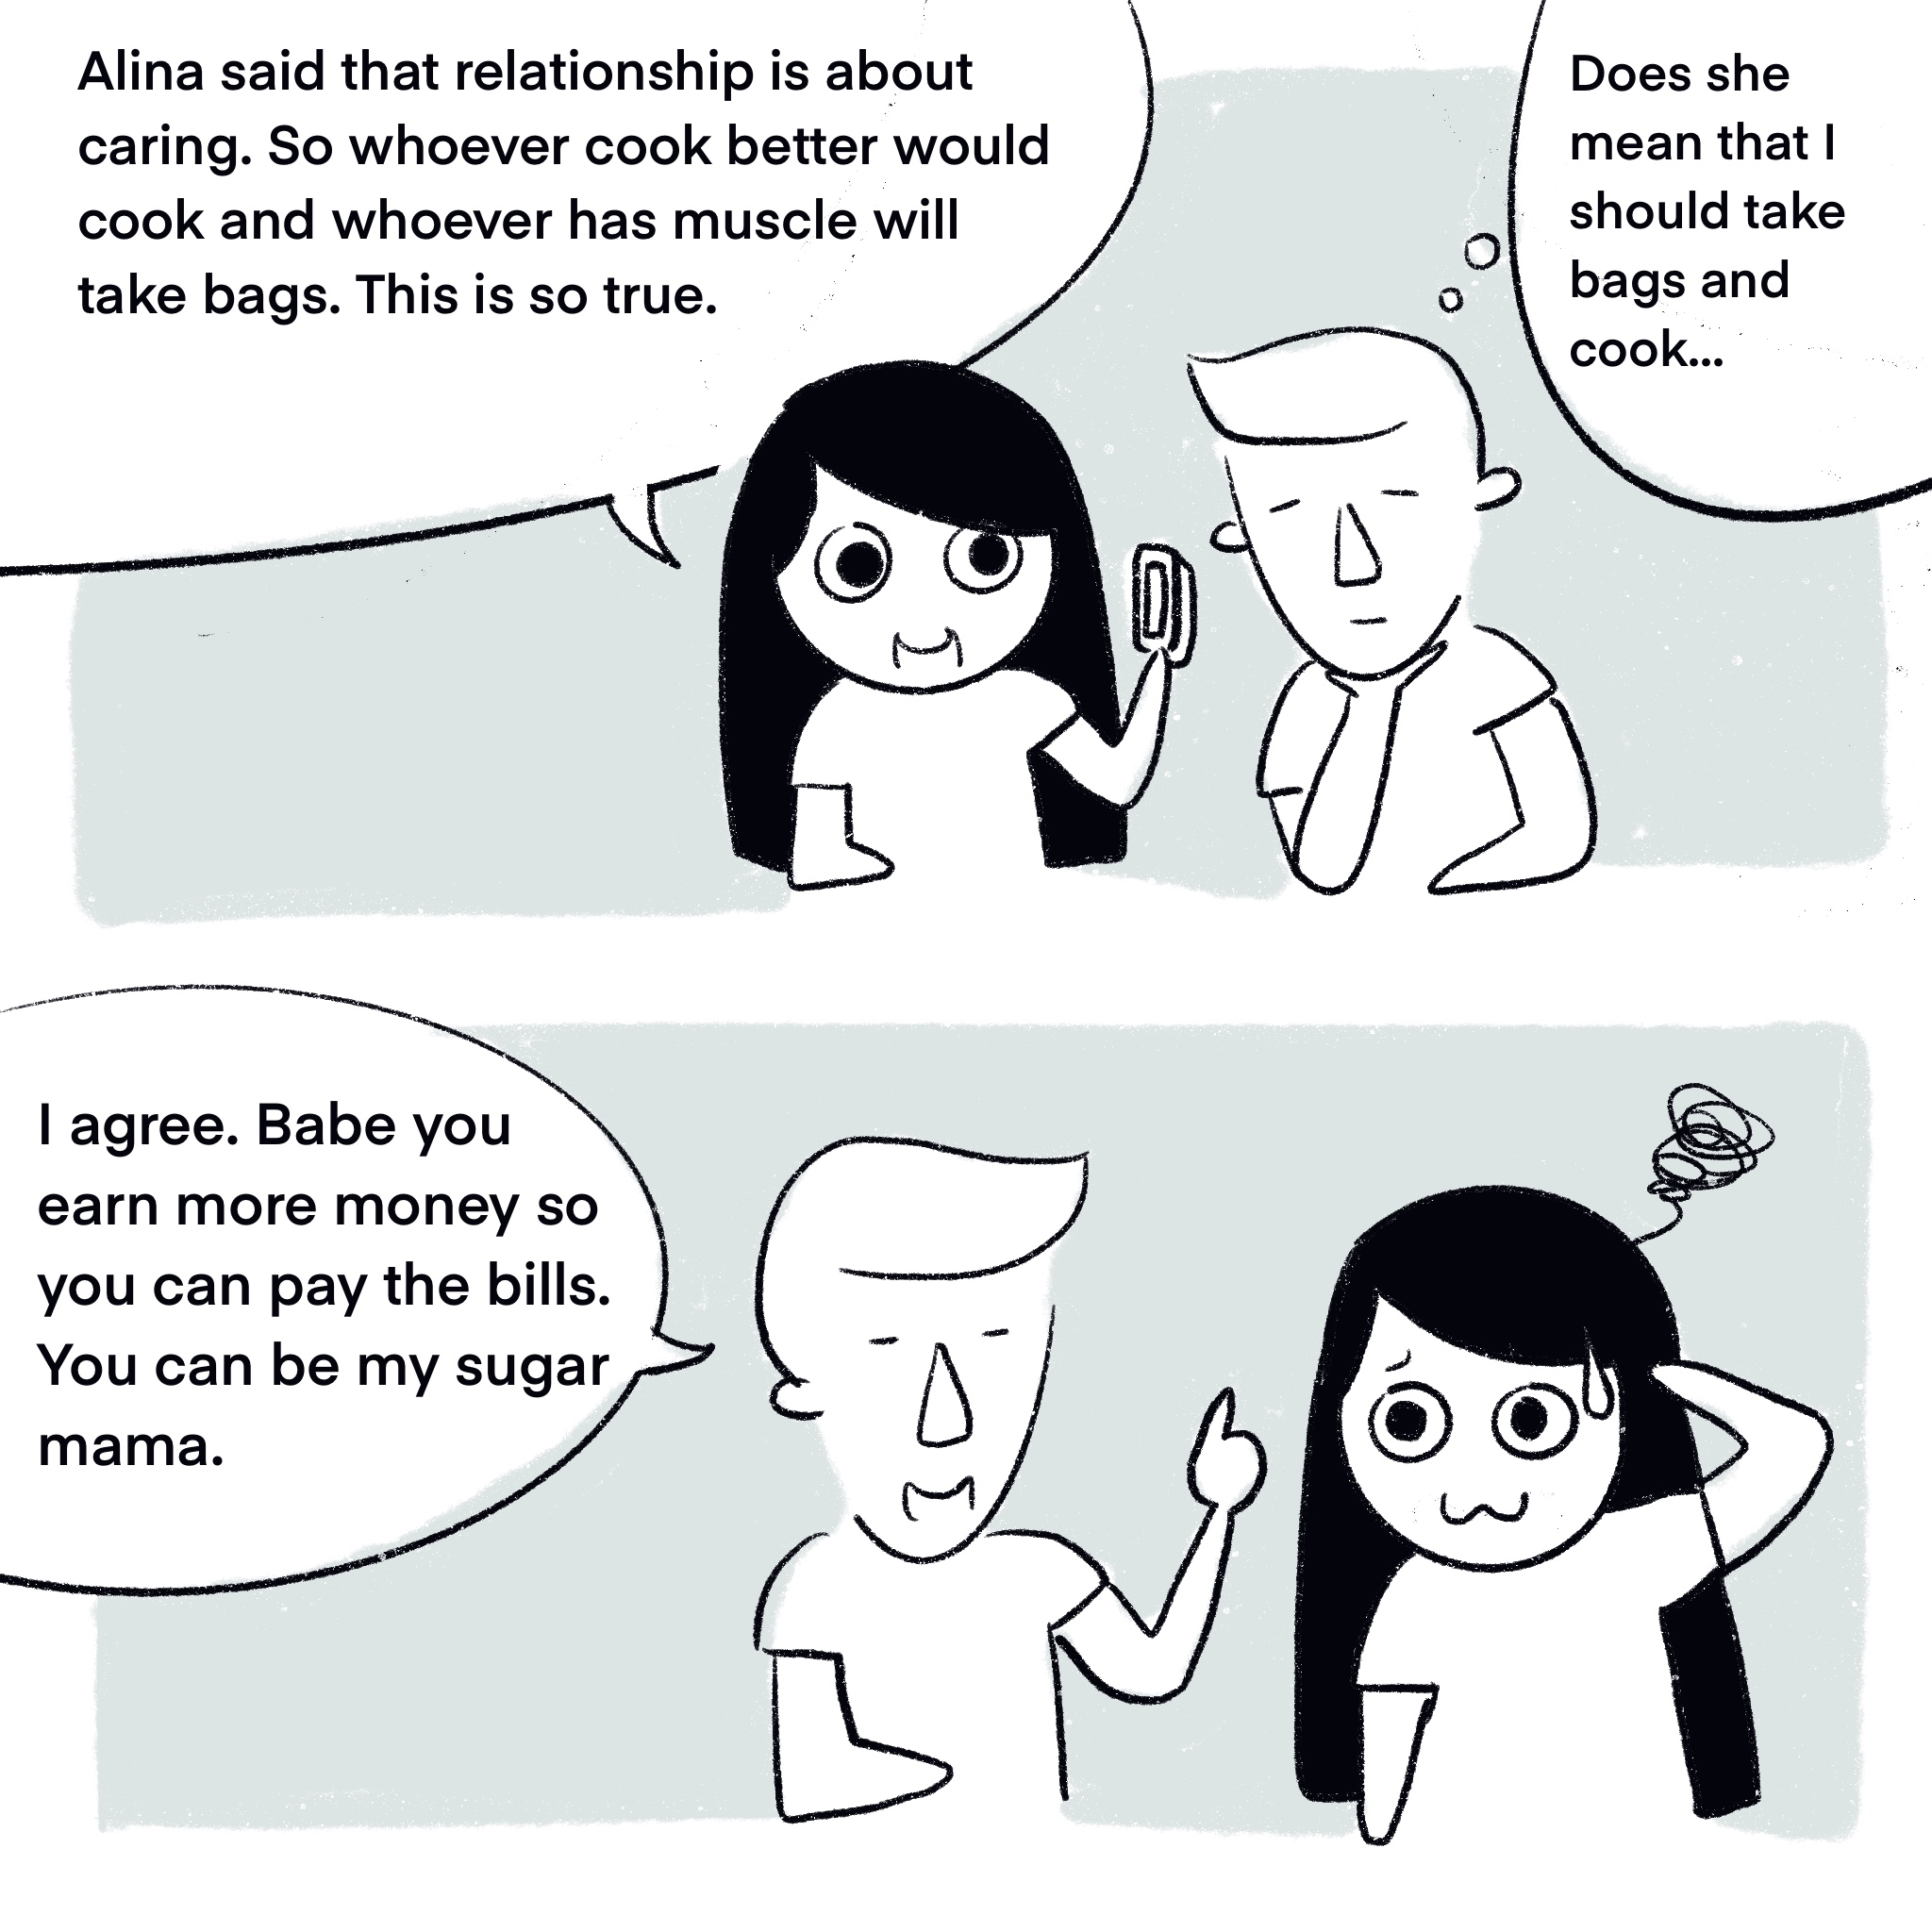 Alina said that relationship is about
caring. So whoever cook better would
cook and whoever has muscle will
take bags. This is so true.
Does she
mean that I
should take
bags and
cook...
I agree. Babe you
earn more money so
you can pay the bills.
You can be my sugar
mama.